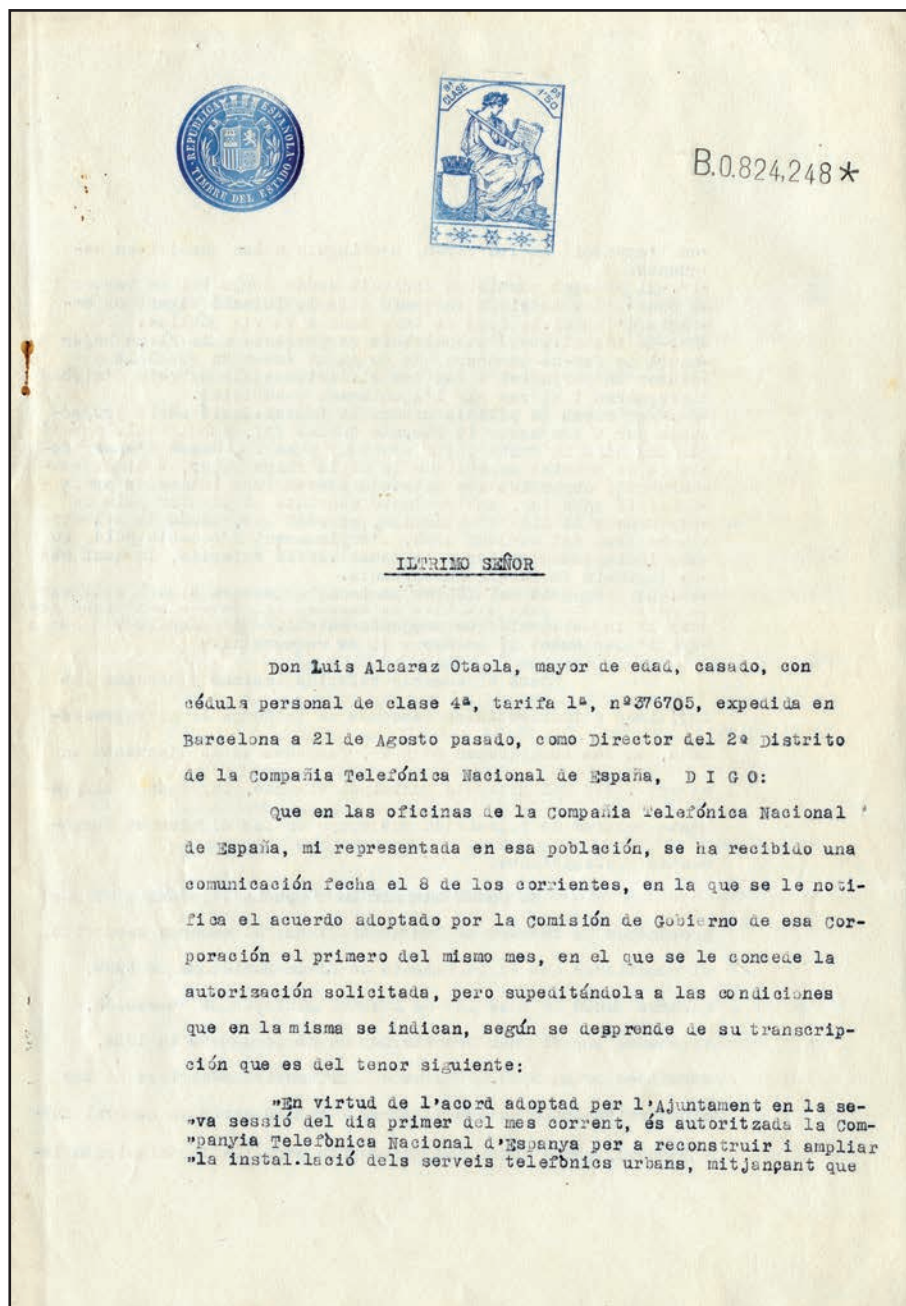 REPUBLICA ESPAÑOLA
TIMBRE DEL ESTADO
8ª CLASE
1'50
B.0.824,248*
ILTRIMO SEÑOR
Don Luis Alcaraz Otaola, mayor de edad, casado, con
cédula personal de clase 4ª, tarifa 1ª, nº376705, expedida en
Barcelona a 21 de Agosto pasado, como Director del 2º Distrito
de la Compañia Telefónica Nacional de España, D I G O:
Que en las oficinas de la Compañia Telefónica Nacional
de España, mi representada en esa población, se ha recibido una
comunicación fecha el 8 de los corrientes, en la que se le noti-
fica el acuerdo adoptado por la Comisión de Gobierno de esa Cor-
poración el primero del mismo mes, en el que se le concede la
autorización solicitada, pero supeditándola a las condiciones
que en la misma se indican, según se desprende de su transcrip-
ción que es del tenor siguiente:
"En virtud de l'acord adoptad per l'Ajuntament en la se-
"va sessió del dia primer del mes corrent, és autoritzada la Com-
"panyia Telefònica Nacional d'Espanya per a reconstruir i ampliar
"la instal.lació dels serveis telefònics urbans, mitjançant que